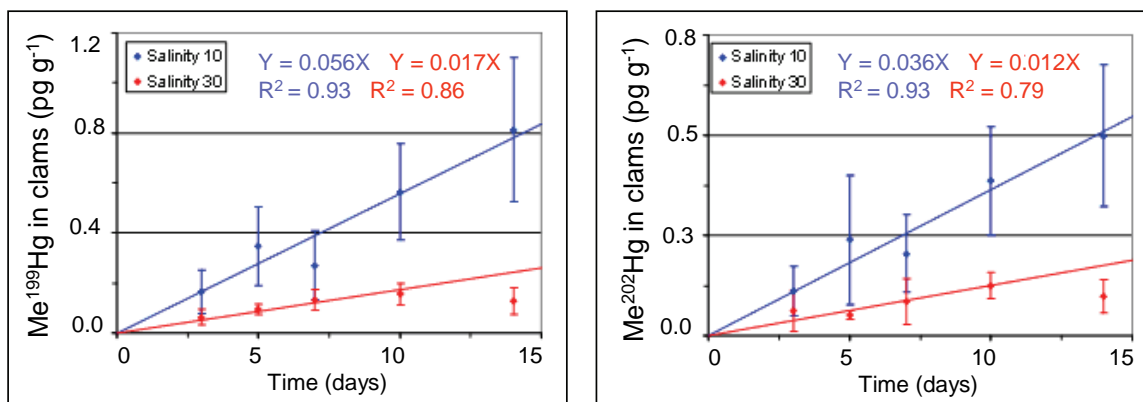 Me¹⁹⁹Hg in clams (pg g⁻¹)
1.2
0.8
0.4
0.0
Salinity 10
Salinity 30
Y = 0.056X Y = 0.017X
R² = 0.93 R² = 0.86
0 5 10 15
Time (days)
Me²⁰²Hg in clams (pg g⁻¹)
0.8
0.5
0.3
0.0
Salinity 10
Salinity 30
Y = 0.036X Y = 0.012X
R² = 0.93 R² = 0.79
0 5 10 15
Time (days)